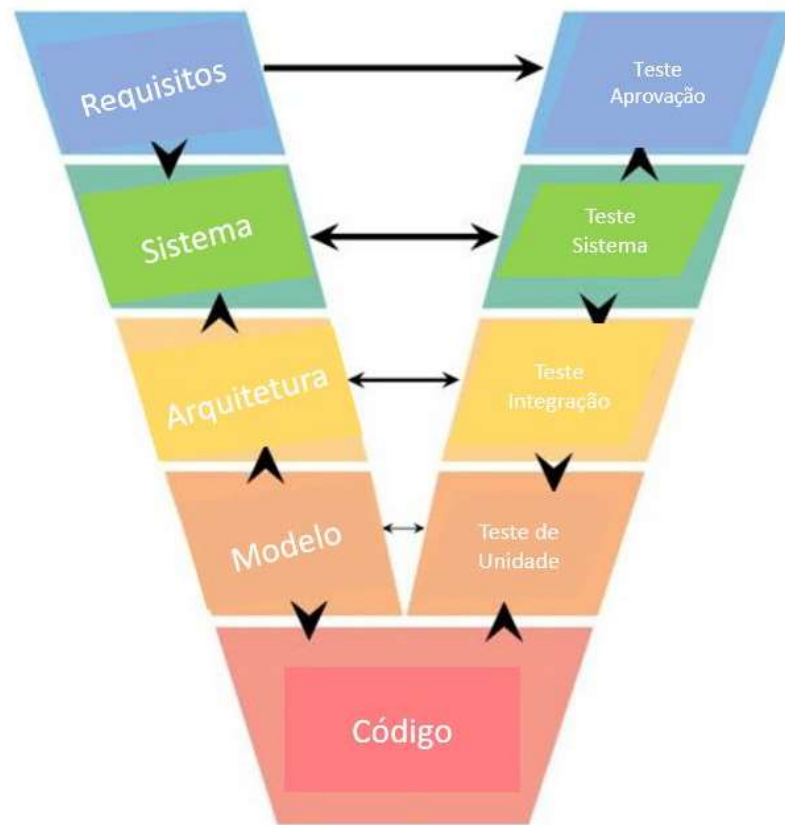 Requisitos
Teste
Aprovação
Sistema
Teste
Sistema
Arquitetura
Teste
Integração
Modelo
Teste de
Unidade
Código